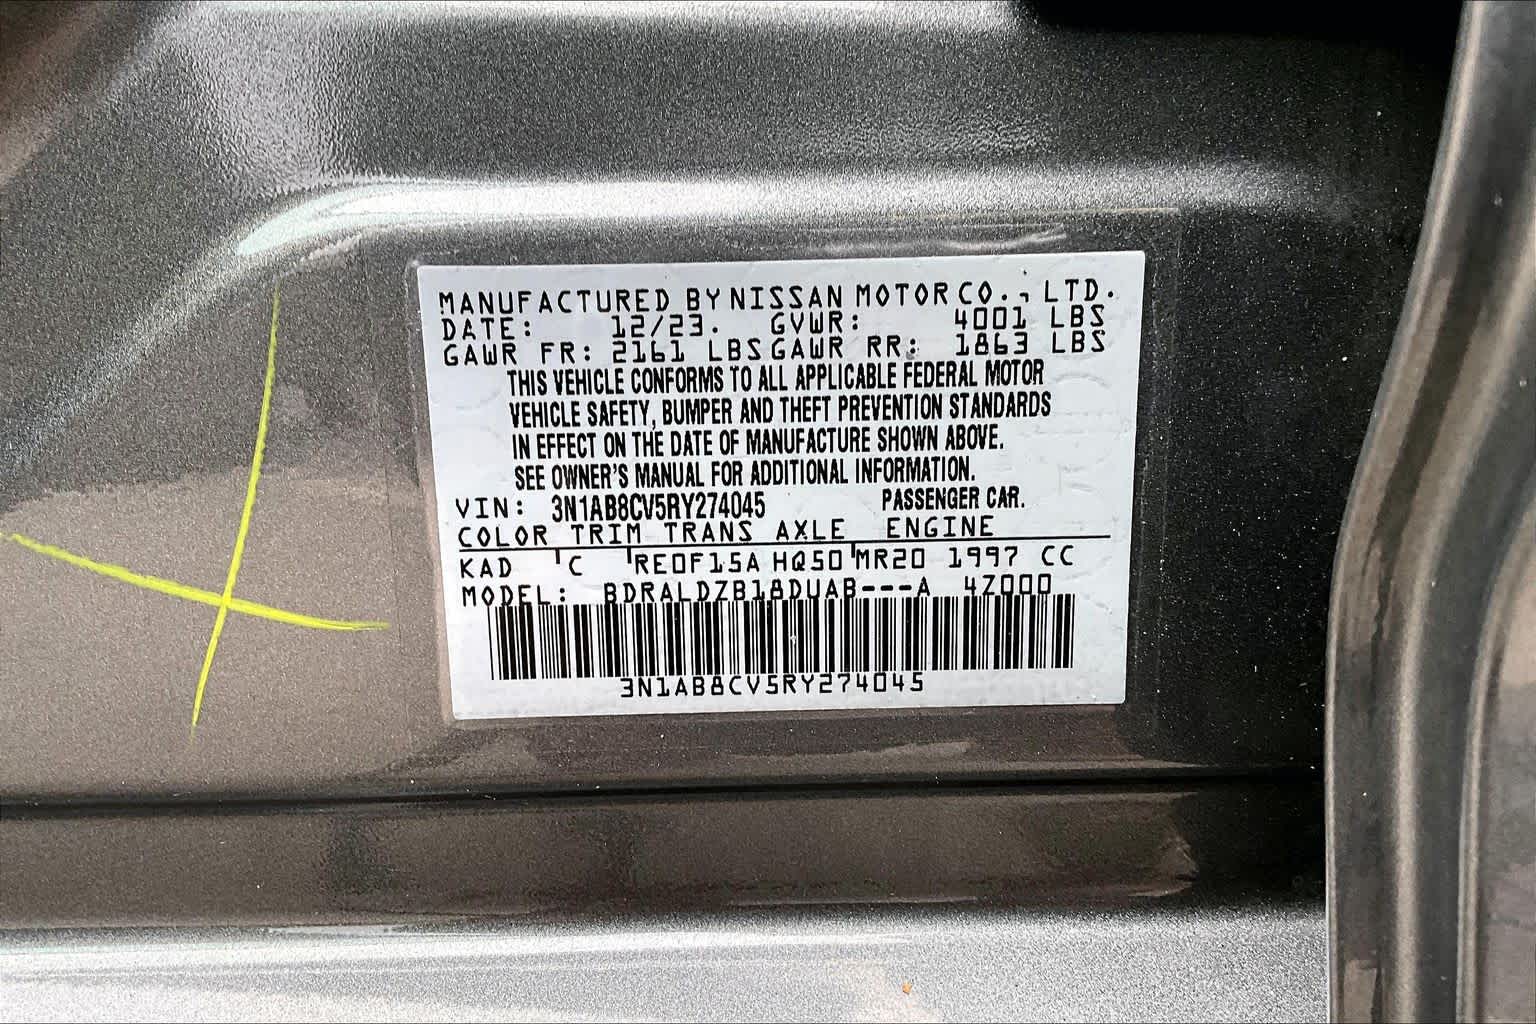 MANUFACTURED BY NISSAN MOTOR CO., LTD.
DATE: 12/23. GVWR: 4001 LBS
GAWR FR: 2161 LBS GAWR RR: 1863 LBS
THIS VEHICLE CONFORMS TO ALL APPLICABLE FEDERAL MOTOR
VEHICLE SAFETY, BUMPER AND THEFT PREVENTION STANDARDS
IN EFFECT ON THE DATE OF MANUFACTURE SHOWN ABOVE.
SEE OWNER'S MANUAL FOR ADDITIONAL INFORMATION.
VIN: 3N1AB8CV5RY274045 PASSENGER CAR.
COLOR TRIM TRANS AXLE ENGINE
KAD C RE0F15A HQ50 MR20 1997 CC
MODEL: BDRALDZB18DUAB---A 4Z000
3N1AB8CV5RY274045